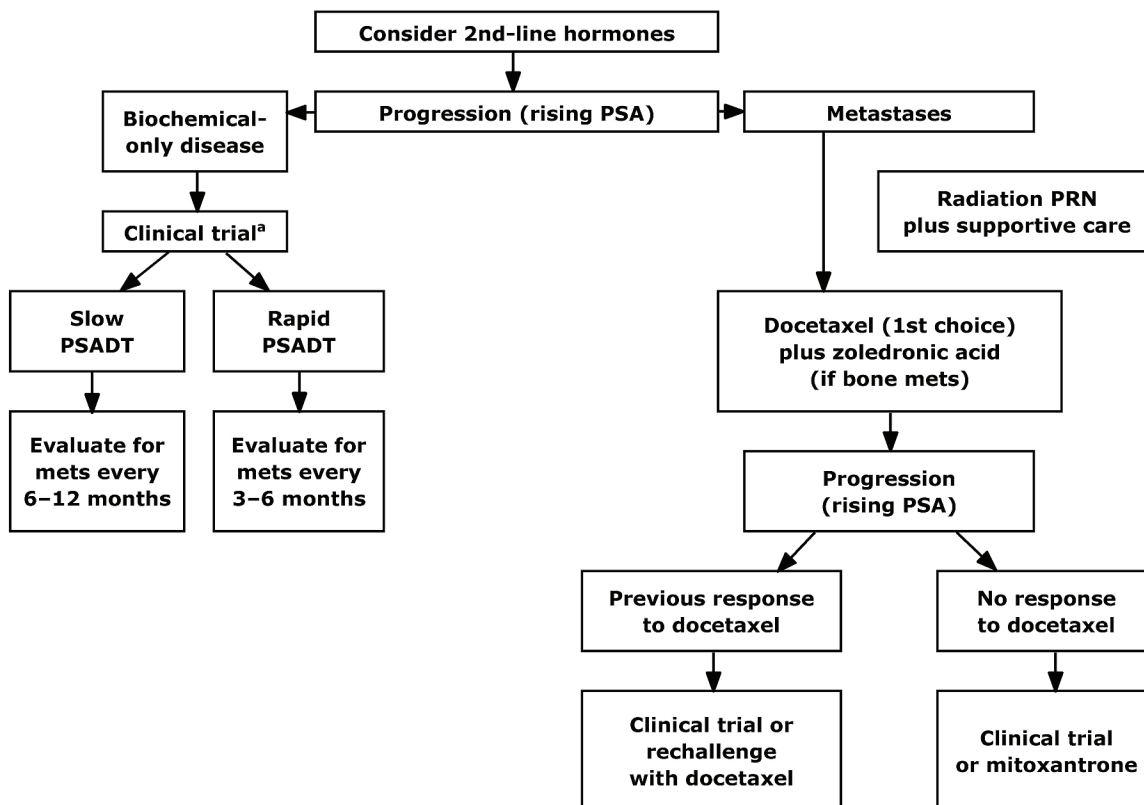 Consider 2nd-line hormones
Progression (rising PSA)
Biochemical-
only disease
Metastases
Radiation PRN
plus supportive care
Clinical trialª
Slow
PSADT
Rapid
PSADT
Docetaxel (1st choice)
plus zoledronic acid
(if bone mets)
Evaluate for
mets every
6–12 months
Evaluate for
mets every
3–6 months
Progression
(rising PSA)
Previous response
to docetaxel
No response
to docetaxel
Clinical trial or
rechallenge
with docetaxel
Clinical trial
or mitoxantrone